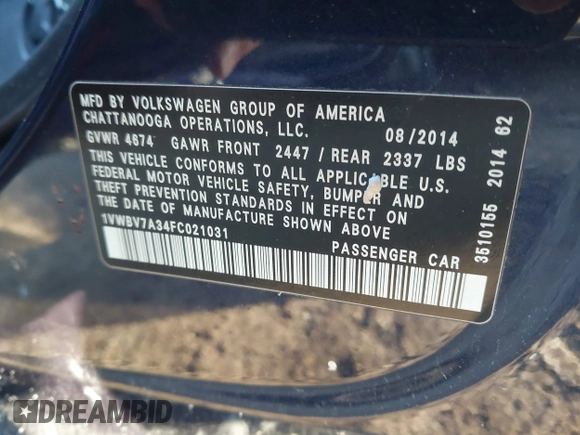 MFD BY VOLKSWAGEN GROUP OF AMERICA
CHATTANOOGA OPERATIONS, LLC. 08/2014
GVWR 4674 GAWR FRONT 2447 / REAR 2337 LBS
THIS VEHICLE CONFORMS TO ALL APPLICABLE U.S.
FEDERAL MOTOR VEHICLE SAFETY, BUMPER AND
THEFT PREVENTION STANDARDS IN EFFECT ON
THE DATE OF MANUFACTURE SHOWN ABOVE
1VWBV7A34FC021031 PASSENGER CAR
3510155 2014 62
DREAMBID